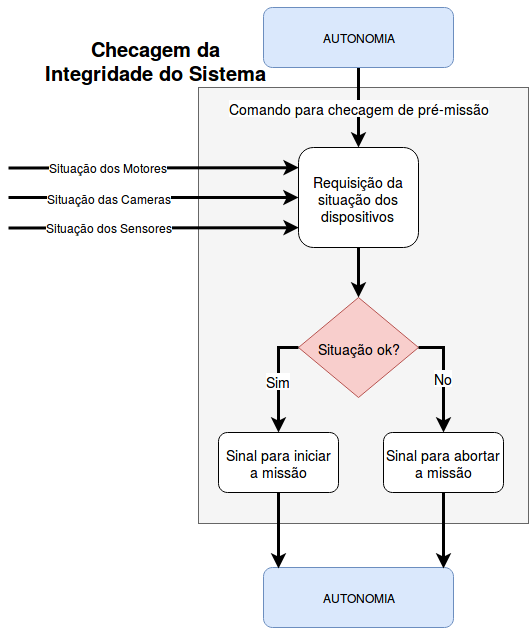 AUTONOMIA
Checagem da
Integridade do Sistema
Comando para checagem de pré-missão
Situação dos Motores
Situação das Cameras
Situação dos Sensores
Requisição da
situação dos
dispositivos
Situação ok?
Sim
No
Sinal para iniciar
a missão
Sinal para abortar
a missão
AUTONOMIA